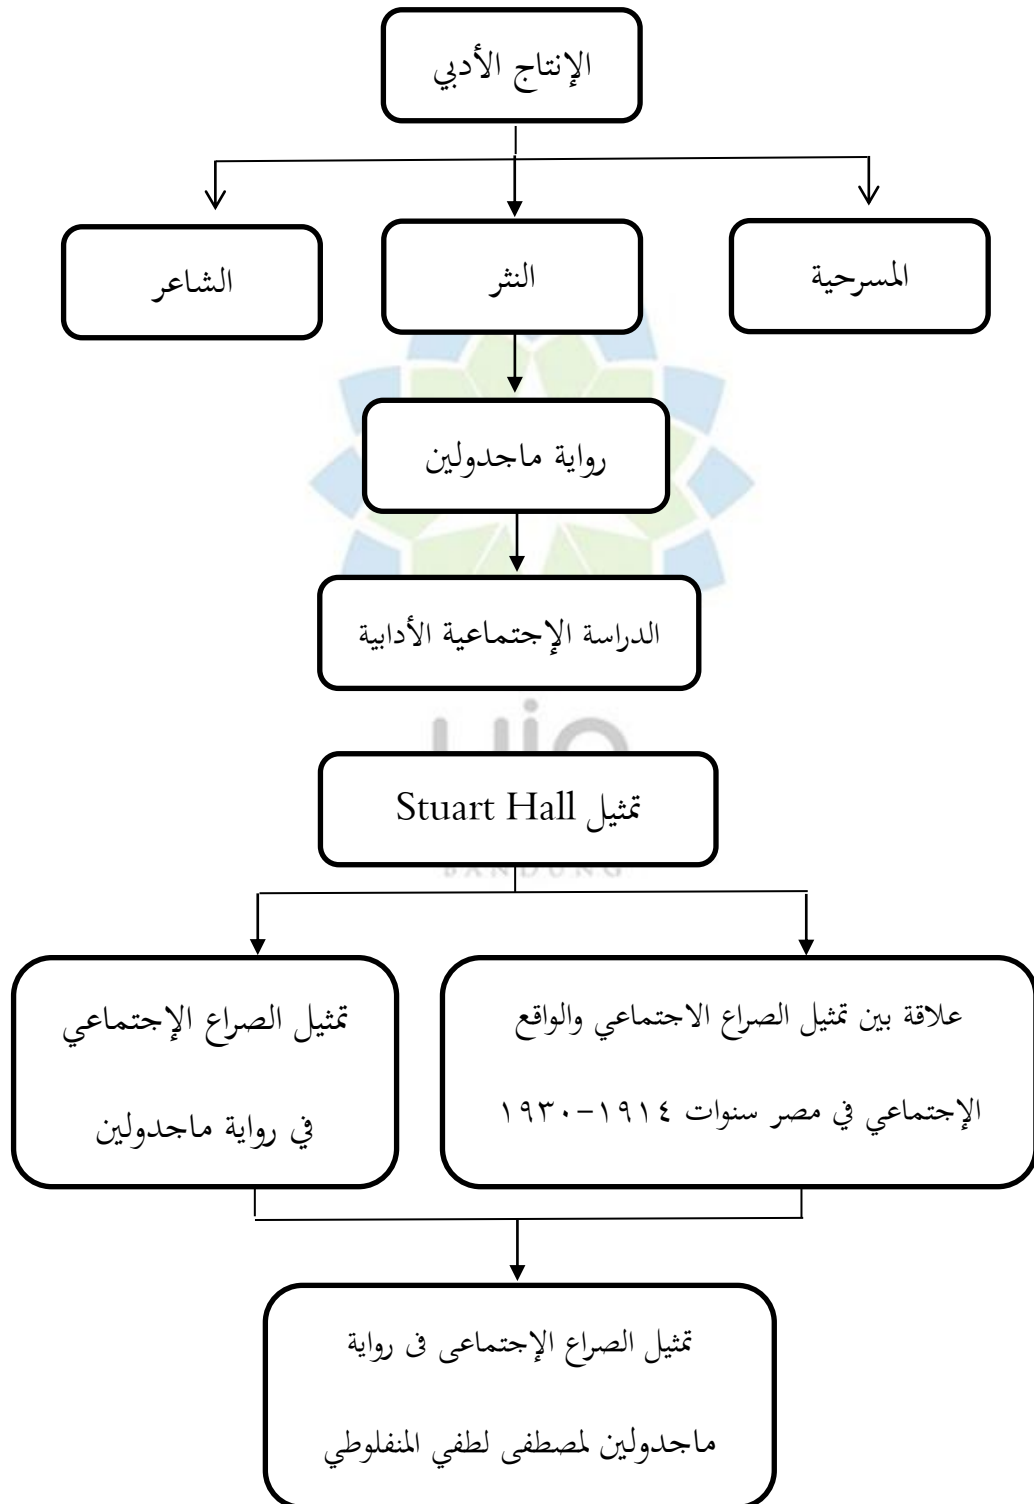 الإنتاج الأدبي
المسرحية
النثر
الشاعر
رواية ماجدولين
الدراسة الإجتماعية الأدابية
uin
تمثيل Stuart Hall
BANDUNG
علاقة بين تمثيل الصراع الاجتماعي والواقع
الإجتماعي في مصر سنوات ١٩١٤-١٩٣٠
تمثيل الصراع الإجتماعي
في رواية ماجدولين
تمثيل الصراع الإجتماعى فى رواية
ماجدولين لمصطفى لطفي المنفلوطي